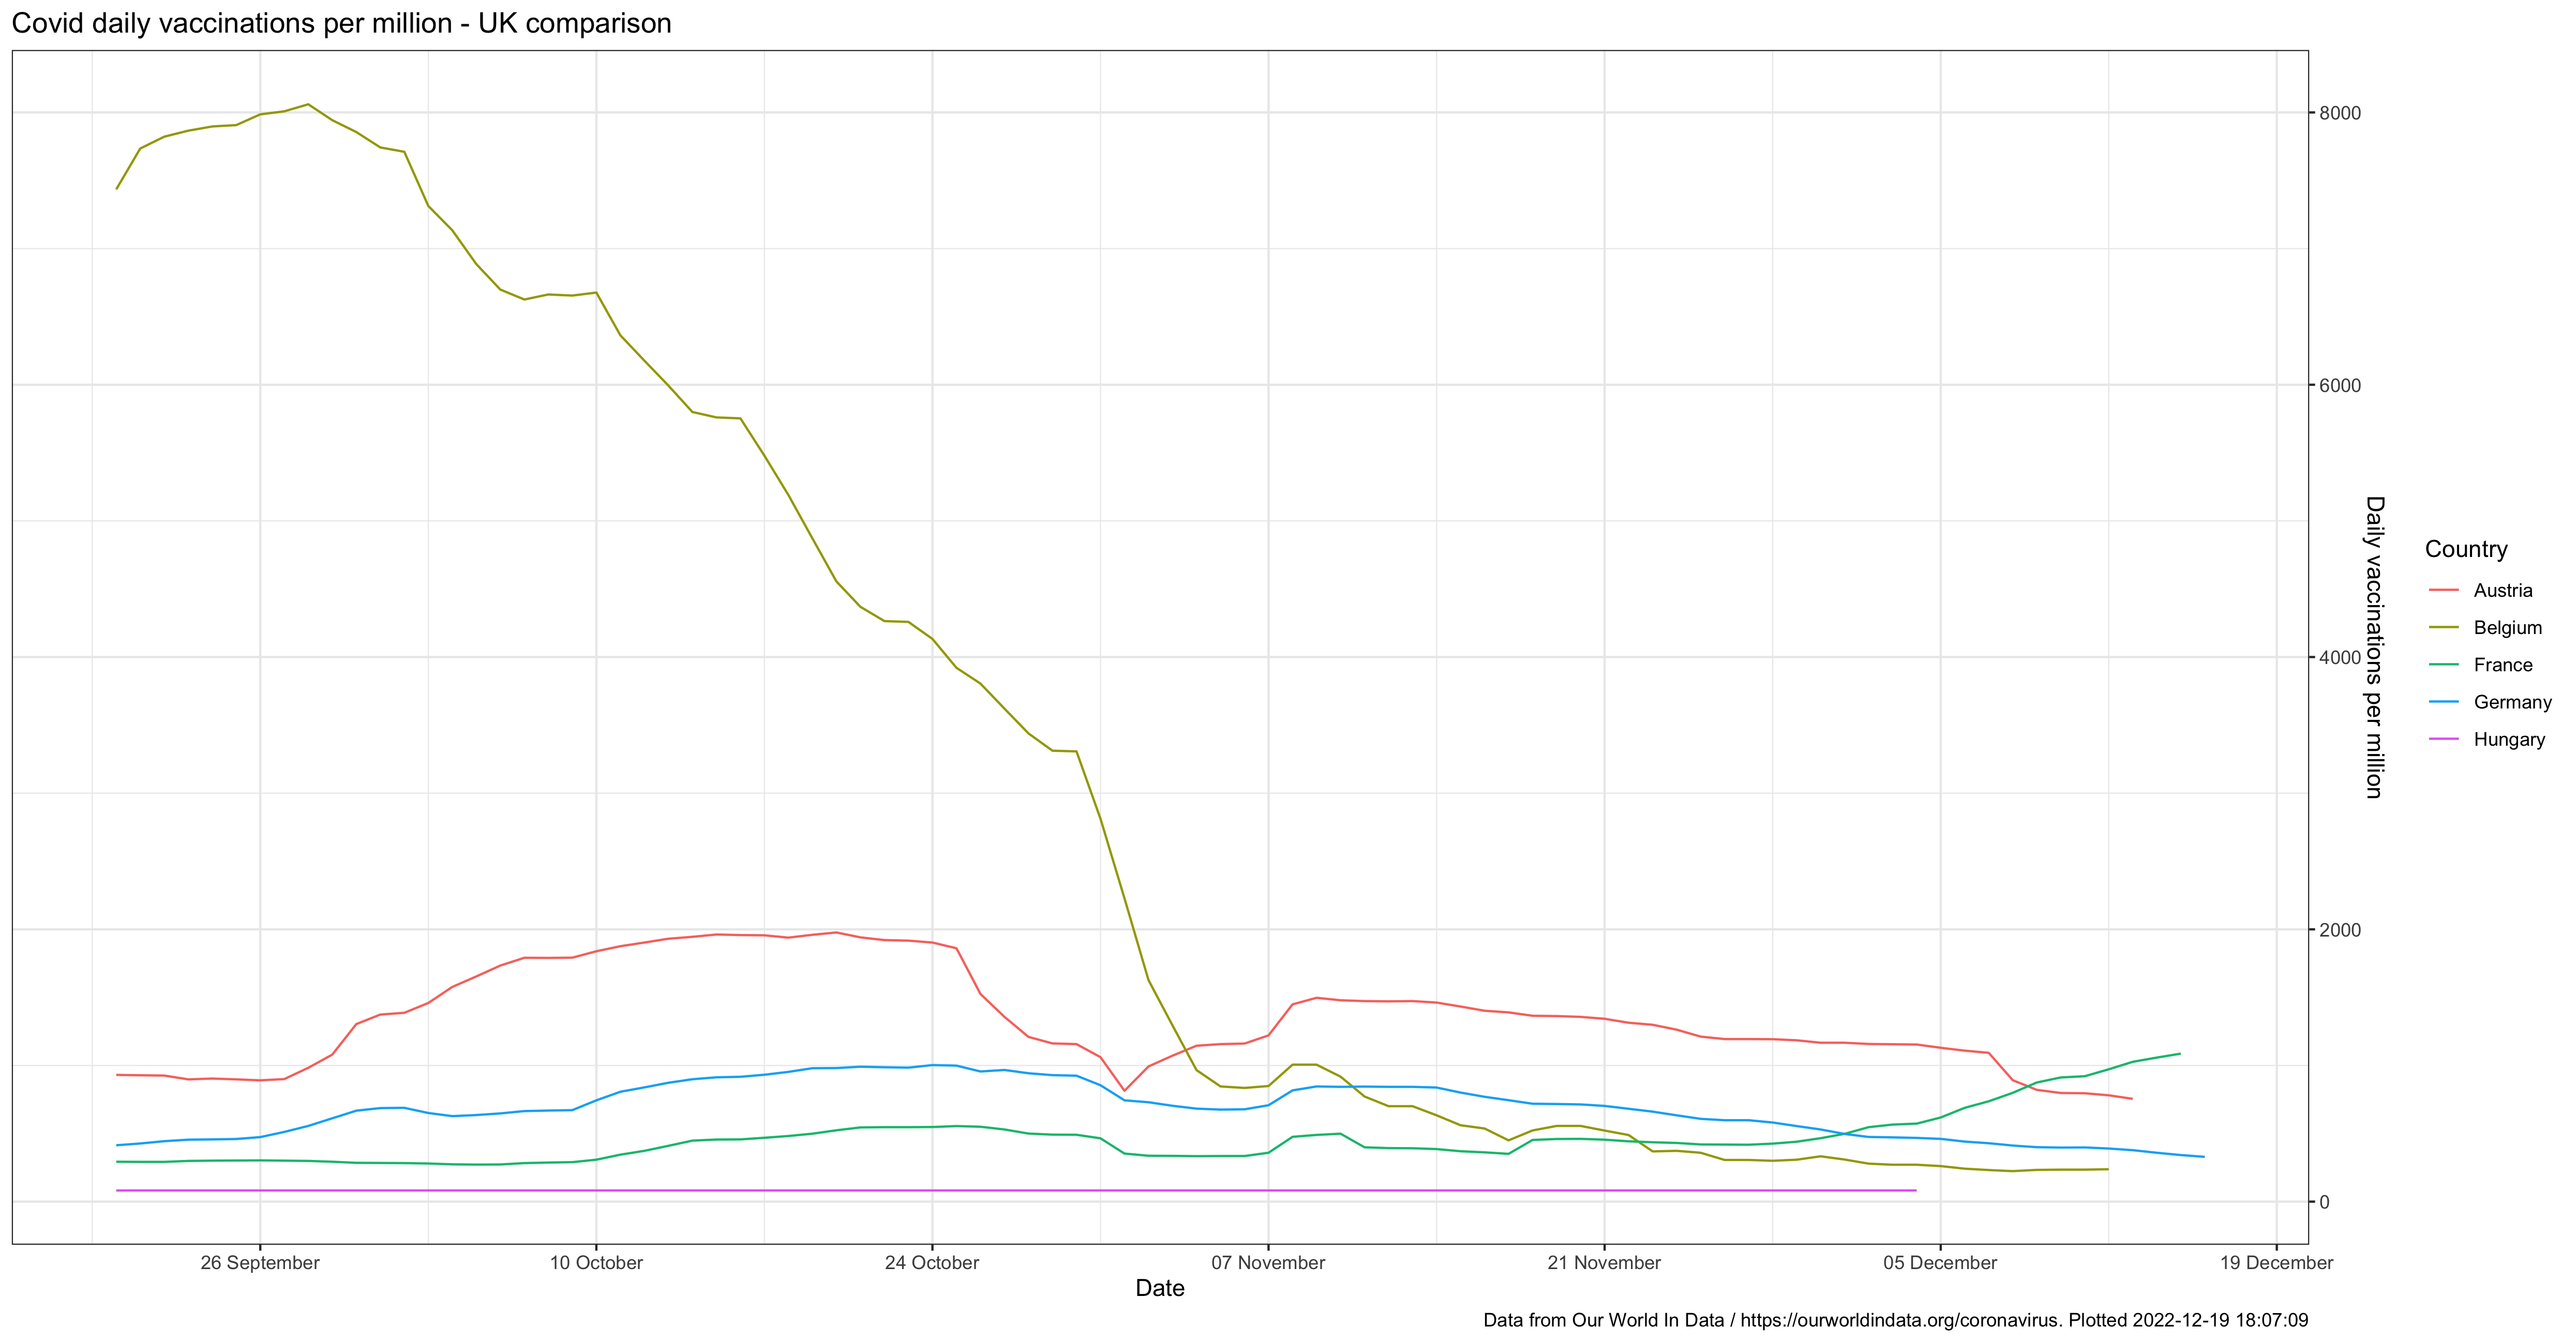 Covid daily vaccinations per million - UK comparison
8000
6000
4000
2000
0
Daily vaccinations per million
Country
Austria
Belgium
France
Germany
Hungary
26 September
10 October
24 October
07 November
21 November
05 December
19 December
Date
Data from Our World In Data / https://ourworldindata.org/coronavirus. Plotted 2022-12-19 18:07:09